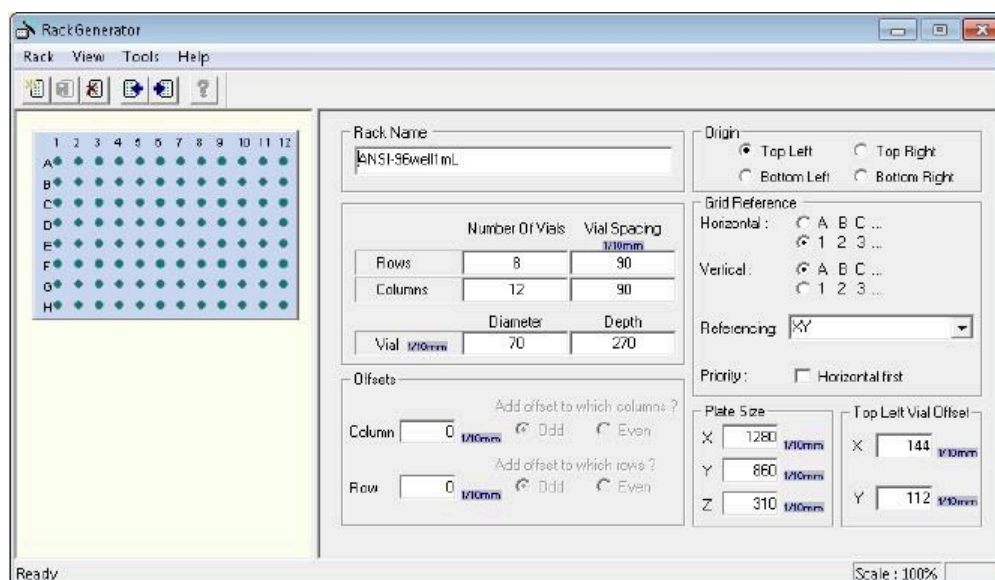 RackGenerator
Rack View Tools Help
1 2 3 4 5 6 7 8 9 10 11 12
A
B
C
D
E
F
G
H
Rack Name
ANSI-96well1mL
Number Of Vials Vial Spacing
1/10mm
Rows 8 90
Columns 12 90
Diameter Depth
Vial 1/10mm 70 270
Offsets
Add offset to which columns ?
Column 0 1/10mm Odd Even
Add offset to which rows ?
Row 0 1/10mm Odd Even
Origin
Top Left Top Right
Bottom Left Bottom Right
Grid Reference
Horizontal : A B C ...
1 2 3 ...
Vertical : A B C ...
1 2 3 ...
Referencing XY
Priority : Horizontal first
Plate Size
X 1280 1/10mm
Y 860 1/10mm
Z 310 1/10mm
Top Left Vial Offset
X 144 1/10mm
Y 112 1/10mm
Ready Scale : 100%